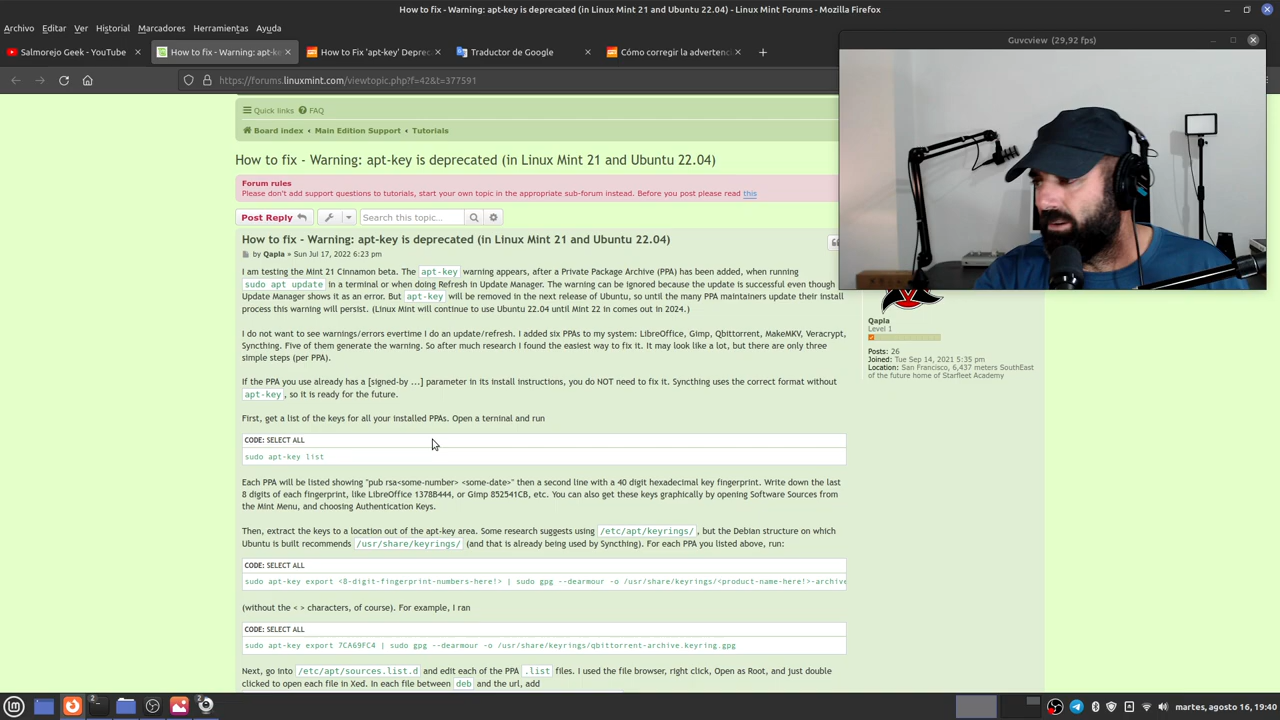 How to fix - Warning: apt-key is deprecated (in Linux Mint 21 and Ubuntu 22.04) - Linux Mint Forums - Mozilla Firefox
Archivo Editar Ver Historial Marcadores Herramientas Ayuda
Salmorejo Geek - YouTube
How to fix - Warning: apt-ke
How to Fix 'apt-key' Deprec
Traductor de Google
Cómo corregir la advertenc
Guvcview (29,92 fps)
https://forums.linuxmint.com/viewtopic.php?f=42&t=377591
Quick links FAQ
Board index ‹ Main Edition Support ‹ Tutorials
How to fix - Warning: apt-key is deprecated (in Linux Mint 21 and Ubuntu 22.04)
Forum rules
Please don't add support questions to tutorials, start your own topic in the appropriate sub-forum instead. Before you post please read this
Post Reply
Search this topic...
How to fix - Warning: apt-key is deprecated (in Linux Mint 21 and Ubuntu 22.04)
by Qapla » Sun Jul 17, 2022 6:23 pm
I am testing the Mint 21 Cinnamon beta. The apt-key warning appears, after a Private Package Archive (PPA) has been added, when running
sudo apt update in a terminal or when doing Refresh in Update Manager. The warning can be ignored because the update is successful even though
Update Manager shows it as an error. But apt-key will be removed in the next release of Ubuntu, so until the many PPA maintainers update their install
process this warning will persist. (Linux Mint will continue to use Ubuntu 22.04 until Mint 22 in comes out in 2024.)
I do not want to see warnings/errors everytime I do an update/refresh. I added six PPAs to my system: LibreOffice, Gimp, Qbittorrent, MakeMKV, Veracrypt,
Syncthing. Five of them generate the warning. So after much research I found the easiest way to fix it. It may look like a lot, but there are only three
simple steps (per PPA).
If the PPA you use already has a [signed-by ...] parameter in its install instructions, you do NOT need to fix it. Syncthing uses the correct format without
apt-key, so it is ready for the future.
First, get a list of the keys for all your installed PPAs. Open a terninal and run
CODE: SELECT ALL
sudo apt-key list
Each PPA will be listed showing "pub rsa<some-number> <some-date>" then a second line with a 40 digit hexadecimal key fingerprint. Write down the last
8 digits of each fingerprint, like LibreOffice 1378B444, or Gimp 852541CB, etc. You can also get these keys graphically by opening Software Sources from
the Mint Menu, and choosing Authentication Keys.
Then, extract the keys to a location out of the apt-key area. Some research suggests using /etc/apt/keyrings/, but the Debian structure on which
Ubuntu is built recommends /usr/share/keyrings/ (and that is already being used by Syncthing). For each PPA you listed above, run:
CODE: SELECT ALL
sudo apt-key export <8-digit-fingerprint-numbers-here!> | sudo gpg --dearmour -o /usr/share/keyrings/<product-name-here!>-archive
(without the < > characters, of course). For example, I ran
CODE: SELECT ALL
sudo apt-key export 7CA69FC4 | sudo gpg --dearmour -o /usr/share/keyrings/qbittorrent-archive.keyring.gpg
Next, go into /etc/apt/sources.list.d and edit each of the PPA .list files. I used the file browser, right click, Open as Root, and just double
clicked to open each file in Xed. In each file between deb and the url, add
Qapla
Level 1
Posts: 26
Joined: Tue Sep 14, 2021 5:35 pm
Location: San Francisco, 6,437 meters SouthEast
of the future home of Starfleet Academy
2
2
martes, agosto 16, 19:40